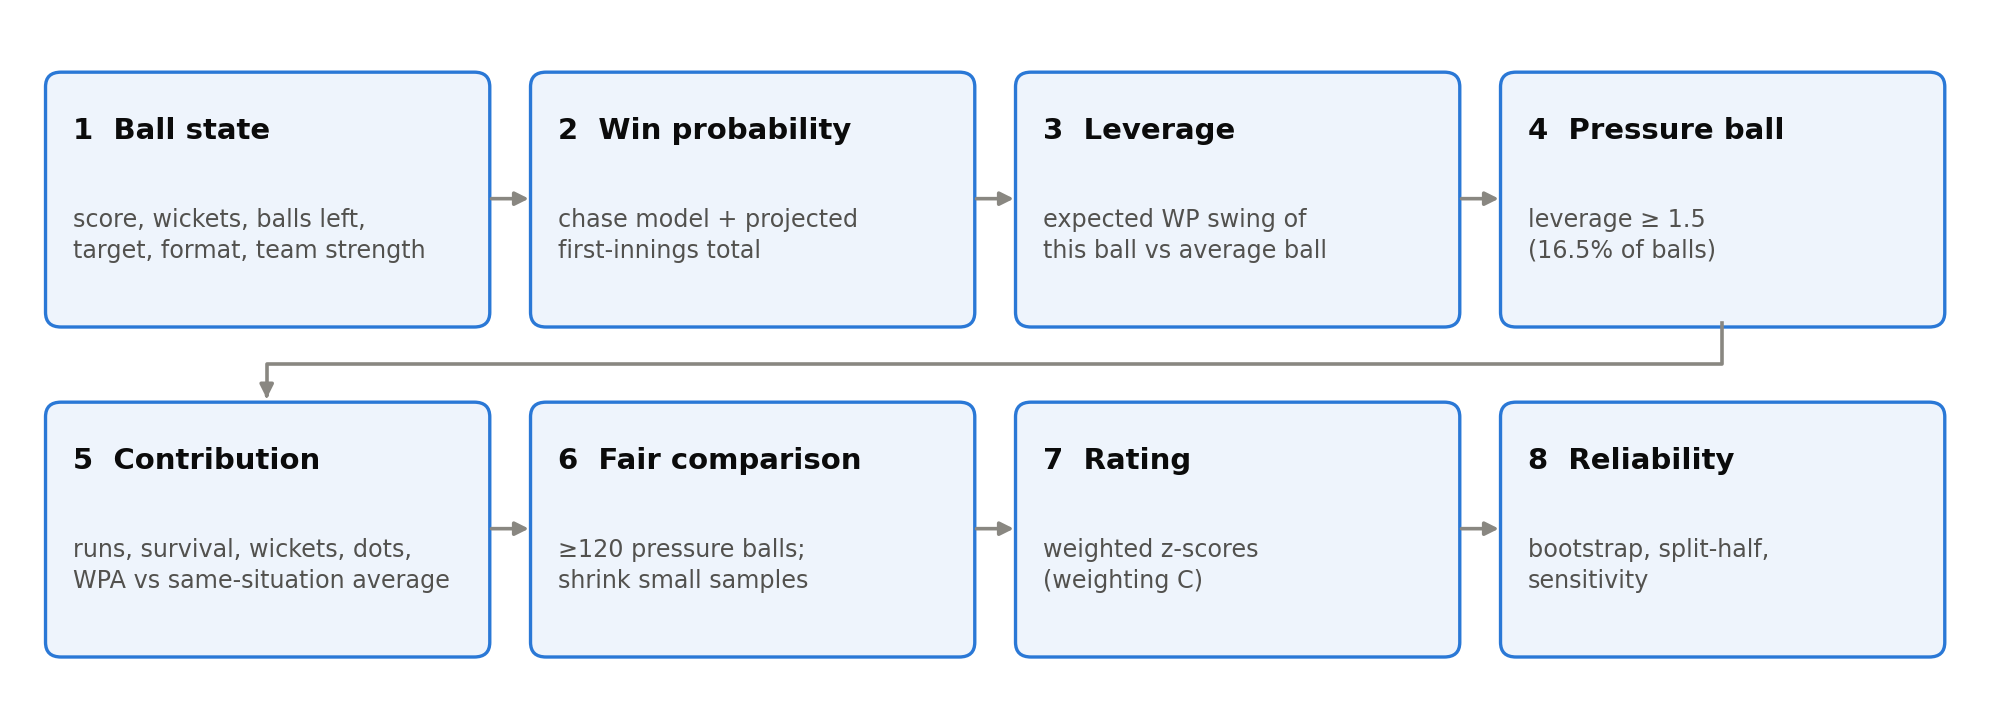 1  Ball state
score, wickets, balls left,
target, format, team strength
2  Win probability
chase model + projected
first-innings total
3  Leverage
expected WP swing of
this ball vs average ball
4  Pressure ball
leverage ≥ 1.5
(16.5% of balls)
5  Contribution
runs, survival, wickets, dots,
WPA vs same-situation average
6  Fair comparison
≥120 pressure balls;
shrink small samples
7  Rating
weighted z-scores
(weighting C)
8  Reliability
bootstrap, split-half,
sensitivity